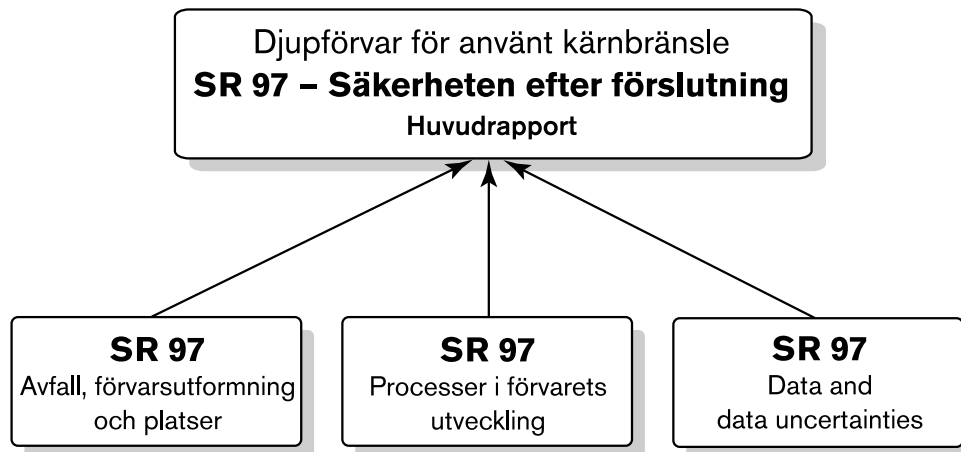 Djupförvar för använt kärnbränsle
SR 97 – Säkerheten efter förslutning
Huvudrapport
SR 97
Avfall, förvarsutformning
och platser
SR 97
Processer i förvarets
utveckling
SR 97
Data and
data uncertainties